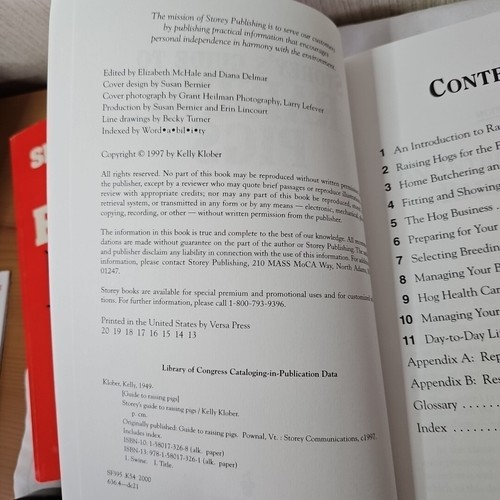 The mission of Storey Publishing is to serve our customers
by publishing practical information that encourages
personal independence in harmony with the environment.
Edited by Elizabeth McHale and Diana Delmar
Cover design by Susan Bernier
Cover photograph by Grant Heilman Photography, Larry Lefever
Production by Susan Bernier and Erin Lincourt
Line drawings by Becky Turner
Indexed by Word•a•bil•i•ty
Copyright © 1997 by Kelly Klober
All rights reserved. No part of this book may be reproduced without written permission
the publisher, except by a reviewer who may quote brief passages or reproduce
review with appropriate credits; nor may any part of this book be reproduced,
retrieval system, or transmitted in any form or by any means — electronic, mechanical,
copying, recording, or other — without written permission from the publisher.
The information in this book is true and complete to the best of our knowledge. All
dations are made without guarantee on the part of the author or Storey Publishing. The
and publisher disclaim any liability in connection with the use of this information. For
information, please contact Storey Publishing, 210 MASS MoCA Way, North Adams,
01247.
Storey books are available for special premium and promotional uses and for customized
tions. For further information, please call 1-800-793-9396.
Printed in the United States by Versa Press
20 19 18 17 16 15 14 13
Library of Congress Cataloging-in-Publication Data
Klober, Kelly, 1949-
[Guide to raising pigs]
Storey's guide to raising pigs / Kelly Klober.
p. cm.
Originally published: Guide to raising pigs. Pownal, Vt. : Storey Communications, c1997.
Includes index.
ISBN-10: 1-58017-326-8 (alk. paper)
ISBN-13: 978-1-58017-326-1 (alk. paper)
1. Swine. I. Title.
SF395 .K54 2000
636.4—dc21
CONTE
1 An Introduction to Ra
2 Raising Hogs for the F
3 Home Butchering an
4 Fitting and Showing
5 The Hog Business .
6 Preparing for Your
7 Selecting Breedin
8 Managing Your B
9 Hog Health Car
10 Managing Your
11 Day-to-Day Li
Appendix A: Rep
Appendix B: Res
Glossary . . . . . .
Index . . . . . . . .